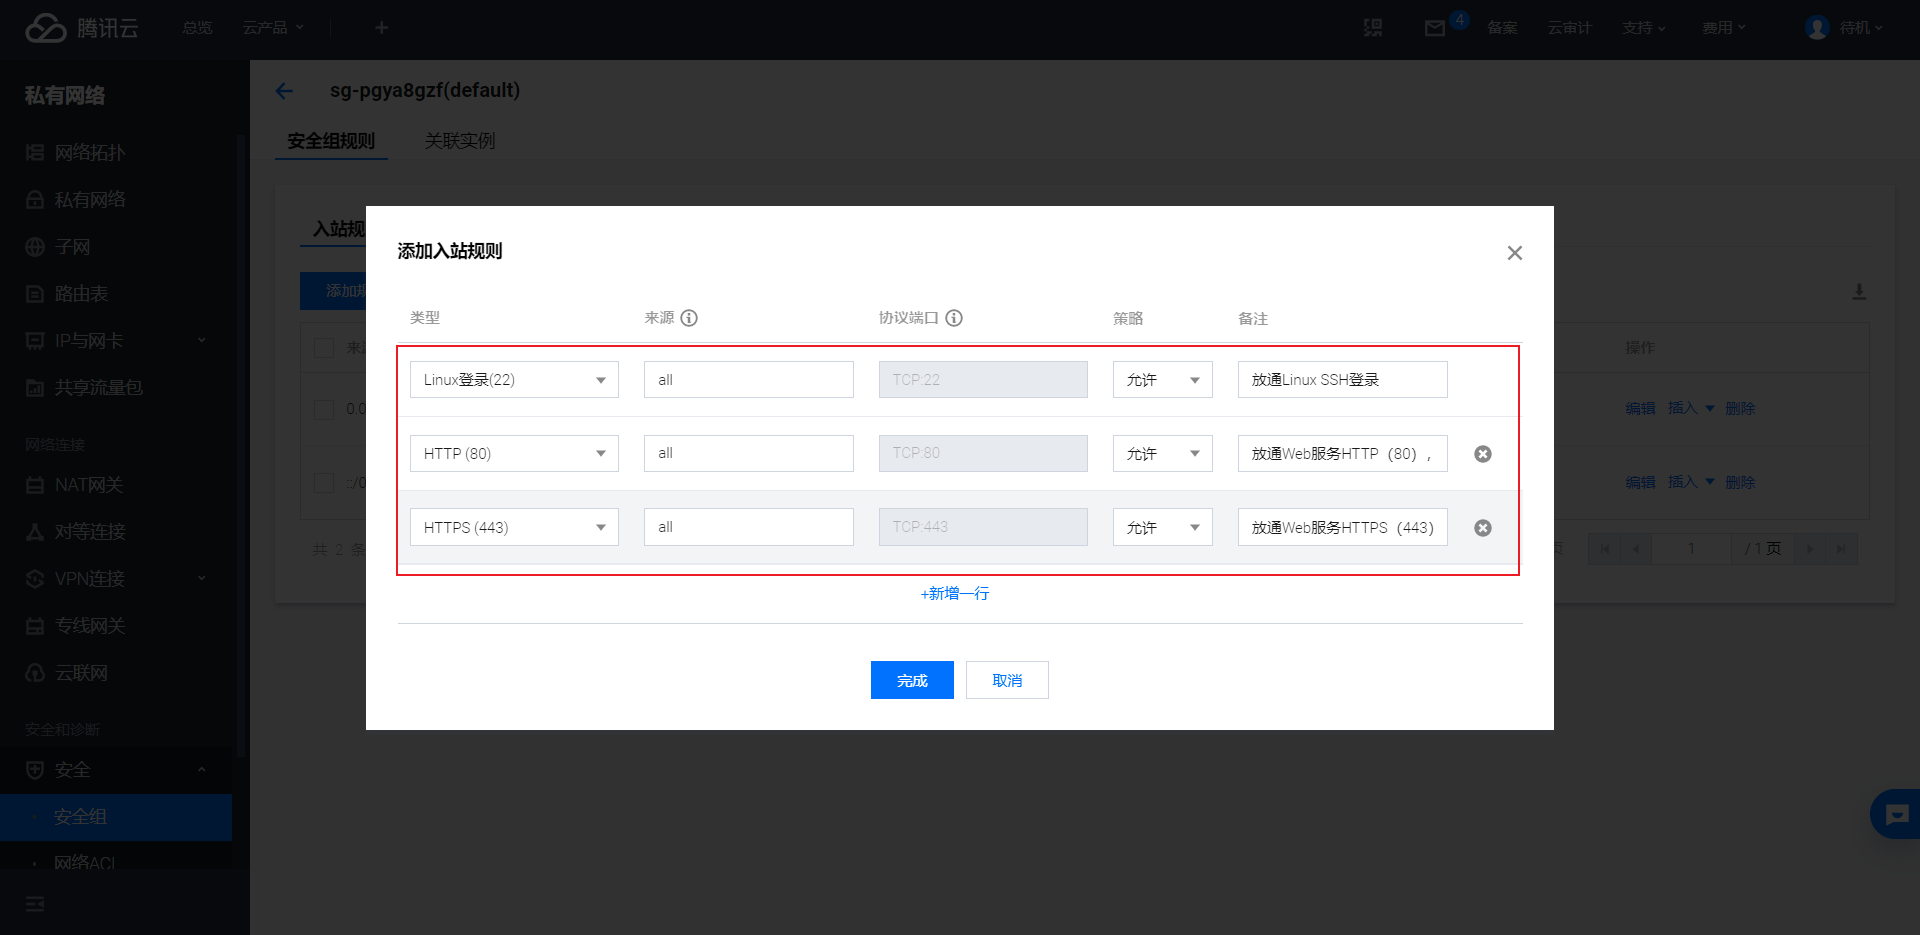 腾讯云
总览
云产品
4
备案
云审计
支持
费用
待机
私有网络
网络拓扑
私有网络
子网
路由表
IP与网卡
共享流量包
网络连接
NAT网关
对等连接
VPN连接
专线网关
云联网
安全和诊断
安全
安全组
网络ACL
sg-pgya8gzf(default)
安全组规则
关联实例
入站规
添加规
操作
0.0
编辑 插入 删除
::/0
编辑 插入 删除
共 2 条
页
1
/ 1 页
添加入站规则
类型 来源 协议端口 策略 备注
Linux登录(22) all TCP:22 允许 放通Linux SSH登录
HTTP (80) all TCP:80 允许 放通Web服务HTTP（80），
HTTPS (443) all TCP:443 允许 放通Web服务HTTPS（443）
+新增一行
完成
取消